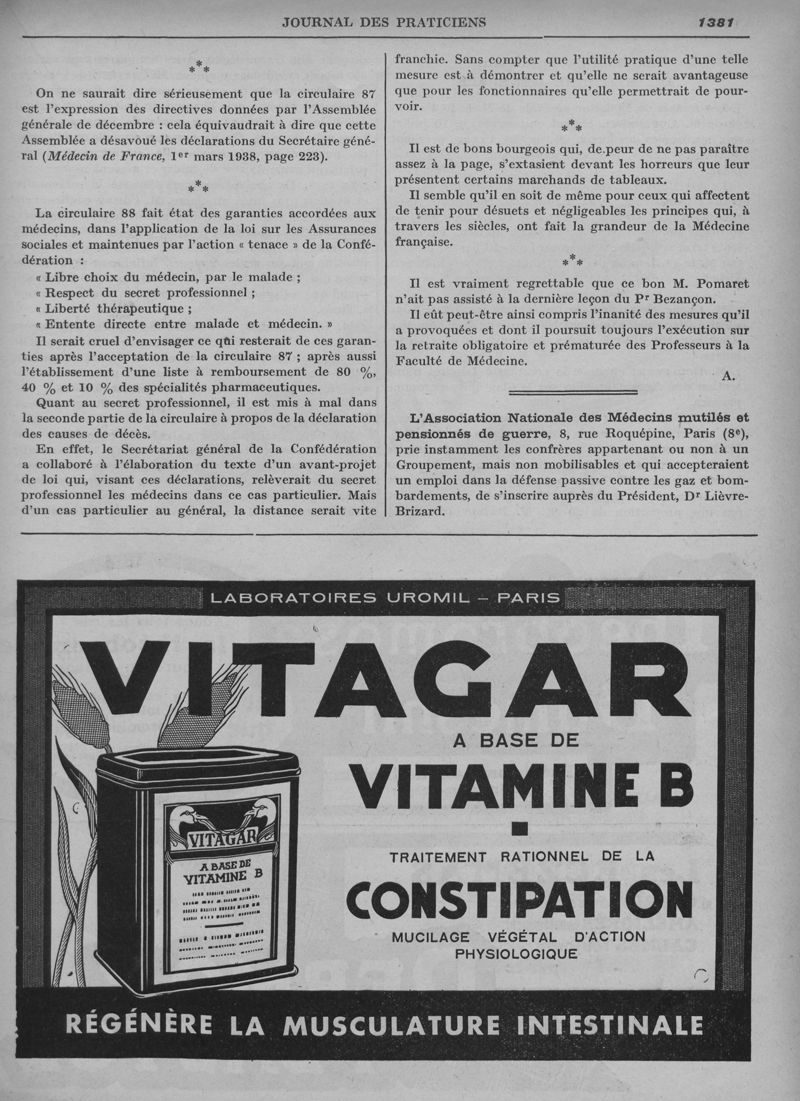 JOURNAL DES PRATICIENS 1381
***
On ne saurait dire sérieusement que la circulaire 87
est l'expression des directives données par l'Assemblée
générale de décembre : cela équivaudrait à dire que cette
Assemblée a désavoué les déclarations du Secrétaire géné-
ral (Médecin de France, 1er mars 1938, page 223).
***
La circulaire 88 fait état des garanties accordées aux
médecins, dans l'application de la loi sur les Assurances
sociales et maintenues par l'action « tenace » de la Confé-
dération :
« Libre choix du médecin, par le malade ;
« Respect du secret professionnel ;
« Liberté thérapeutique ;
« Entente directe entre malade et médecin. »
Il serait cruel d'envisager ce qui resterait de ces garan-
ties après l'acceptation de la circulaire 87 ; après aussi
l'établissement d'une liste à remboursement de 80 %,
40 % et 10 % des spécialités pharmaceutiques.
Quant au secret professionnel, il est mis à mal dans
la seconde partie de la circulaire à propos de la déclaration
des causes de décès.
En effet, le Secrétariat général de la Confédération
a collaboré à l'élaboration du texte d'un avant-projet
de loi qui, visant ces déclarations, relèverait du secret
professionnel les médecins dans ce cas particulier. Mais
d'un cas particulier au général, la distance serait vite
franchie. Sans compter que l'utilité pratique d'une telle
mesure est à démontrer et qu'elle ne serait avantageuse
que pour les fonctionnaires qu'elle permettrait de pour-
voir.
***
Il est de bons bourgeois qui, de peur de ne pas paraître
assez à la page, s'extasient devant les horreurs que leur
présentent certains marchands de tableaux.
Il semble qu'il en soit de même pour ceux qui affectent
de tenir pour désuets et négligeables les principes qui, à
travers les siècles, ont fait la grandeur de la Médecine
française.
***
Il est vraiment regrettable que ce bon M. Pomaret
n'ait pas assisté à la dernière leçon du Pr Bezançon.
Il eût peut-être ainsi compris l'inanité des mesures qu'il
a provoquées et dont il poursuit toujours l'exécution sur
la retraite obligatoire et prématurée des Professeurs à la
Faculté de Médecine.
A.
L'Association Nationale des Médecins mutilés et
pensionnés de guerre, 8, rue Roquépine, Paris (8e),
prie instamment les confrères appartenant ou non à un
Groupement, mais non mobilisables et qui accepteraient
un emploi dans la défense passive contre les gaz et bom-
bardements, de s'inscrire auprès du Président, Dr Lièvre-
Brizard.
LABORATOIRES UROMIL – PARIS
VITAGAR
A BASE DE
VITAMINE B
TRAITEMENT RATIONNEL DE LA
CONSTIPATION
MUCILAGE VÉGÉTAL D'ACTION
PHYSIOLOGIQUE
VITAGAR
A BASE DE
VITAMINE B
RÉGÉNÈRE LA MUSCULATURE INTESTINALE